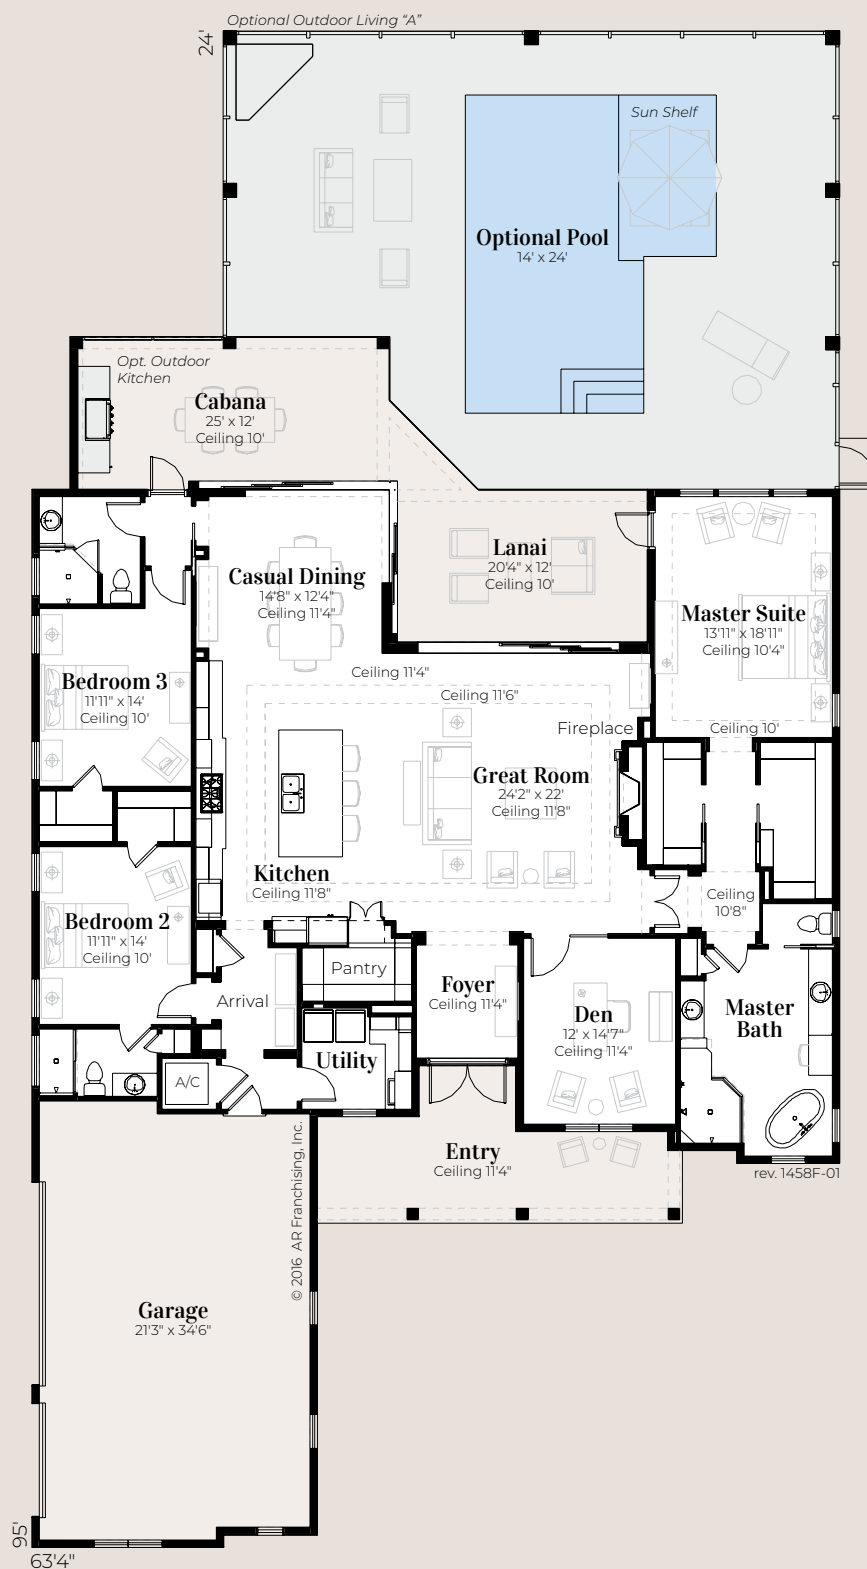 Optional Outdoor Living “A”
24'
Sun Shelf
Optional Pool
14' x 24'
Opt. Outdoor
Kitchen
Cabana
25' x 12'
Ceiling 10'
Lanai
20'4" x 12'
Ceiling 10'
Casual Dining
14'8" x 12'4"
Ceiling 11'4"
Master Suite
13'11" x 18'11"
Ceiling 10'4"
Ceiling 10'
Bedroom 3
11'11" x 14'
Ceiling 10'
Ceiling 11'4"
Ceiling 11'6"
Fireplace
Great Room
24'2" x 22'
Ceiling 11'8"
Kitchen
Ceiling 11'8"
Ceiling
10'8"
Bedroom 2
11'11" x 14'
Ceiling 10'
Pantry
Arrival
Foyer
Ceiling 11'4"
Den
12' x 14'7"
Ceiling 11'4"
Master
Bath
Utility
A/C
Entry
Ceiling 11'4"
rev. 1458F-01
© 2016 AR Franchising, Inc.
Garage
21'3" x 34'6"
95'
63'4"